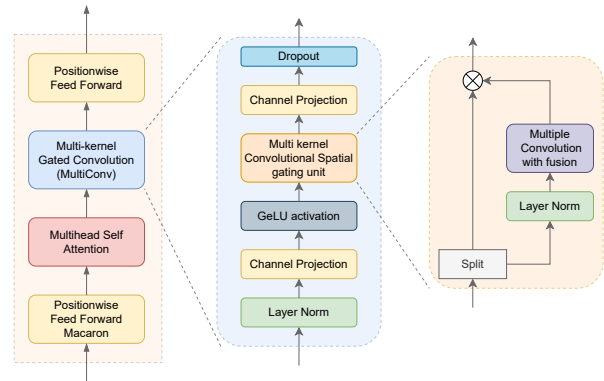 Positionwise
Feed Forward
Multi-kernel
Gated Convolution
(MultiConv)
Multihead Self
Attention
Positionwise
Feed Forward
Macaron
Dropout
Channel Projection
Multi kernel
Convolutional Spatial
gating unit
GeLU activation
Channel Projection
Layer Norm
Multiple
Convolution
with fusion
Layer Norm
Split